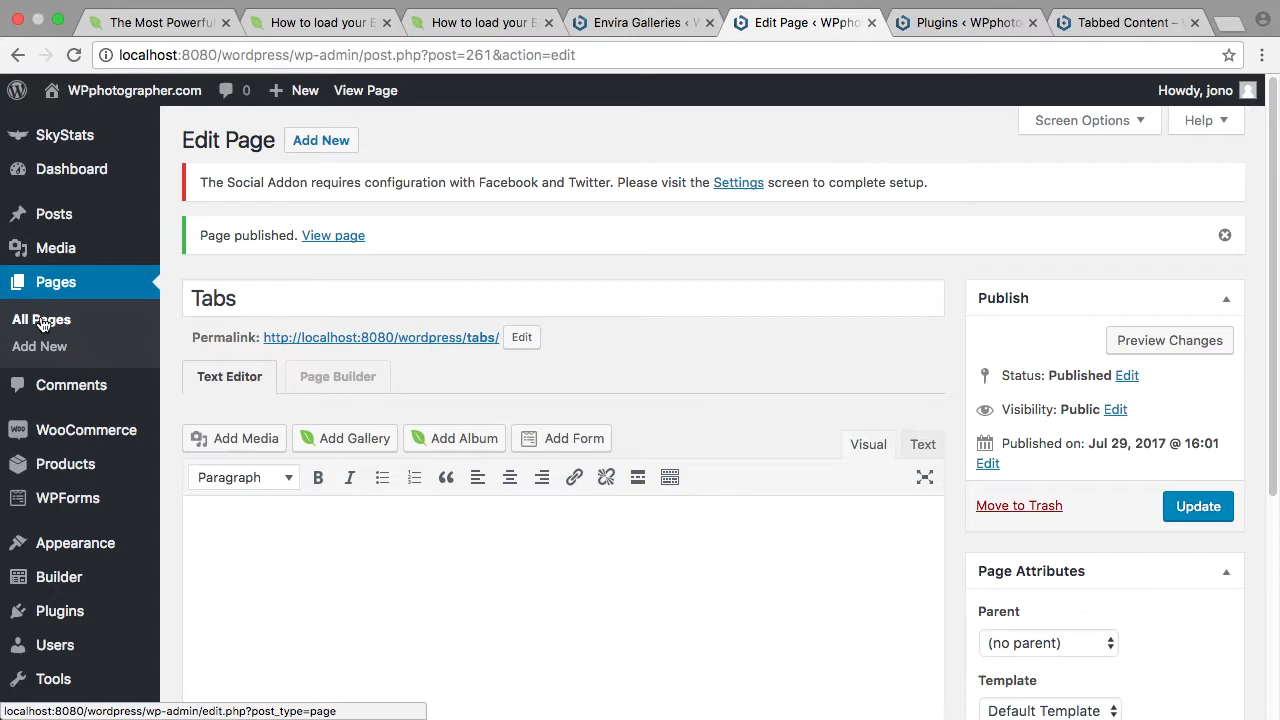 The Most Powerful
How to load your E
How to load your E
Envira Galleries < W
Edit Page < WPpho
Plugins < WPphoto
Tabbed Content – W
localhost:8080/wordpress/wp-admin/post.php?post=261&action=edit
WPphotographer.com
0
New
View Page
Howdy, jono
SkyStats
Dashboard
Posts
Media
Pages
All Pages
Add New
Comments
WooCommerce
Products
WPForms
Appearance
Builder
Plugins
Users
Tools
Screen Options
Help
Edit Page
Add New
The Social Addon requires configuration with Facebook and Twitter. Please visit the Settings screen to complete setup.
Page published. View page
Tabs
Permalink: http://localhost:8080/wordpress/tabs/
Edit
Text Editor
Page Builder
Add Media
Add Gallery
Add Album
Add Form
Visual
Text
Paragraph
B
I
Publish
Preview Changes
Status: Published Edit
Visibility: Public Edit
Published on: Jul 29, 2017 @ 16:01
Edit
Move to Trash
Update
Page Attributes
Parent
(no parent)
Template
Default Template
localhost:8080/wordpress/wp-admin/edit.php?post_type=page